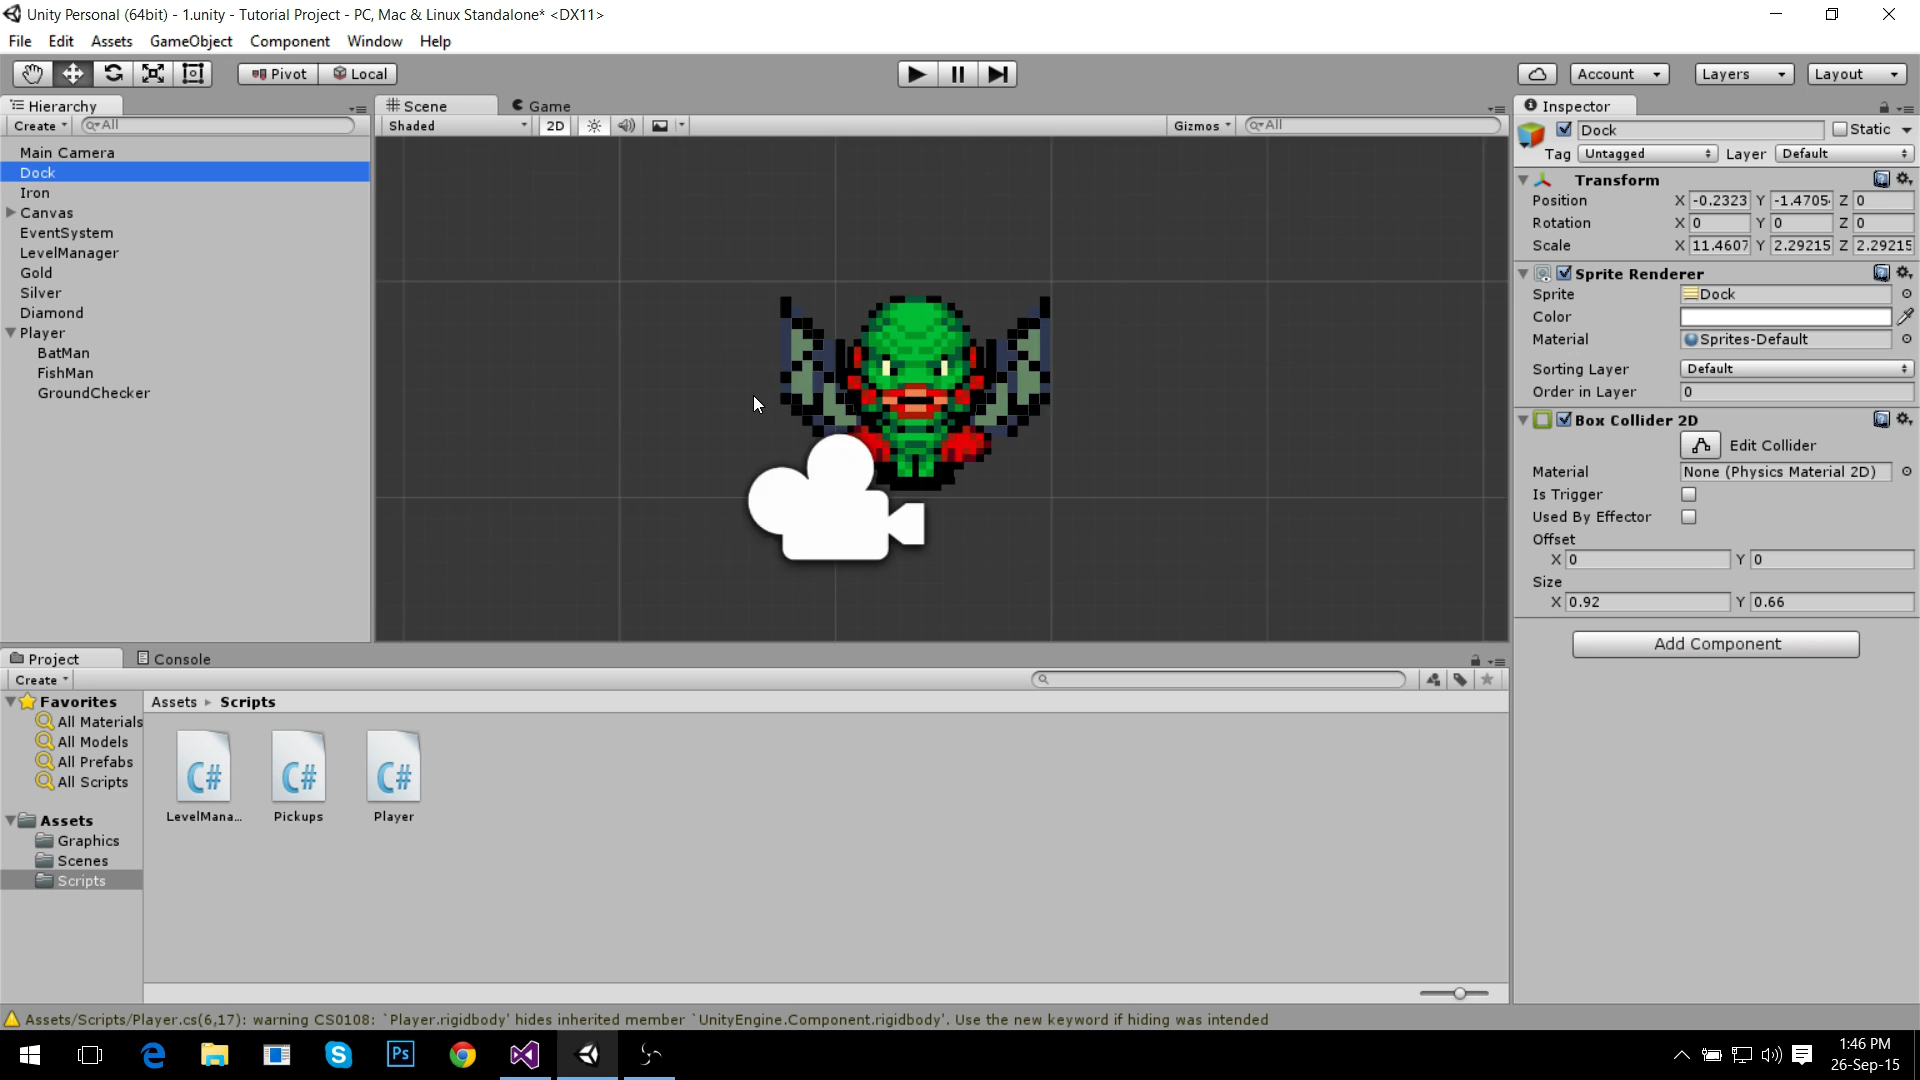 Unity Personal (64bit) - 1.unity - Tutorial Project - PC, Mac & Linux Standalone* <DX11>
File Edit Assets GameObject Component Window Help
Pivot Local Account Layers Layout
Hierarchy
Create All
Main Camera
Dock
Iron
Canvas
EventSystem
LevelManager
Gold
Silver
Diamond
Player
BatMan
FishMan
GroundChecker
Scene Game
Shaded 2D Gizmos All
Inspector
Dock Static
Tag Untagged Layer Default
Transform
Position X -0.2323 Y -1.4705 Z 0
Rotation X 0 Y 0 Z 0
Scale X 11.4607 Y 2.29215 Z 2.29215
Sprite Renderer
Sprite Dock
Color
Material Sprites-Default
Sorting Layer Default
Order in Layer 0
Box Collider 2D
Edit Collider
Material None (Physics Material 2D)
Is Trigger
Used By Effector
Offset
X 0 Y 0
Size
X 0.92 Y 0.66
Add Component
Project Console
Create
Favorites
All Materials
All Models
All Prefabs
All Scripts
Assets
Graphics
Scenes
Scripts
Assets Scripts
C# C# C#
LevelMana... Pickups Player
Assets/Scripts/Player.cs(6,17): warning CS0108: `Player.rigidbody' hides inherited member `UnityEngine.Component.rigidbody'. Use the new keyword if hiding was intended
Ps
1:46 PM
26-Sep-15